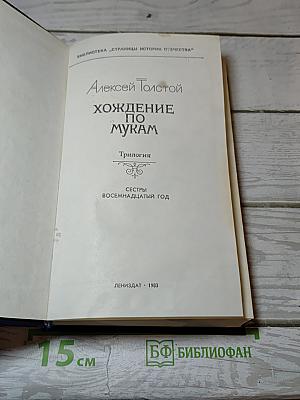 БИБЛИОТЕКА „СТРАНИЦЫ ИСТОРИИ ОТЕЧЕСТВА"
Алексей Толстой
ХОЖДЕНИЕ
ПО
МУКАМ
Трилогия
СЕСТРЫ
ВОСЕМНАДЦАТЫЙ ГОД
ЛЕНИЗДАТ · 1983
15 см
БФ БИБЛИОФАН